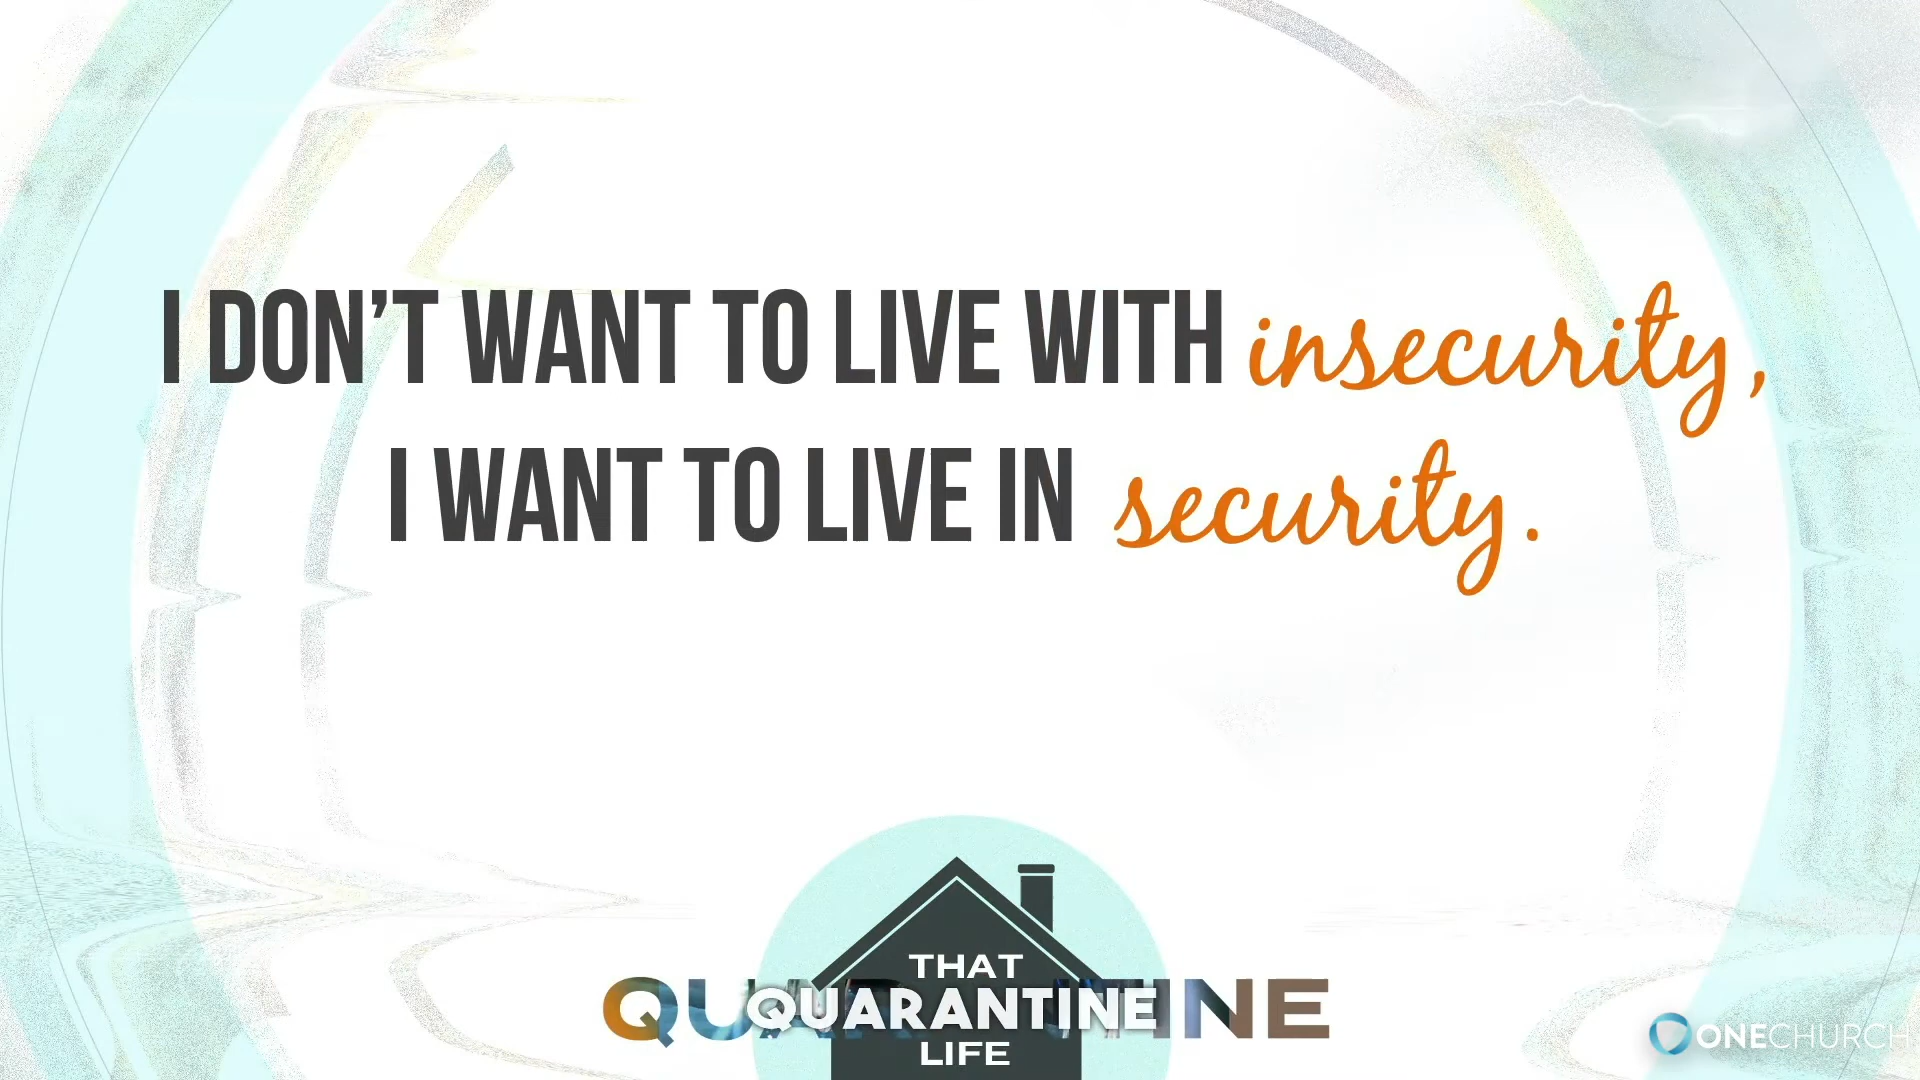 I DON'T WANT TO LIVE WITH insecurity,
I WANT TO LIVE IN security.
THAT
QUARANTINE
LIFE
ONECHURCH